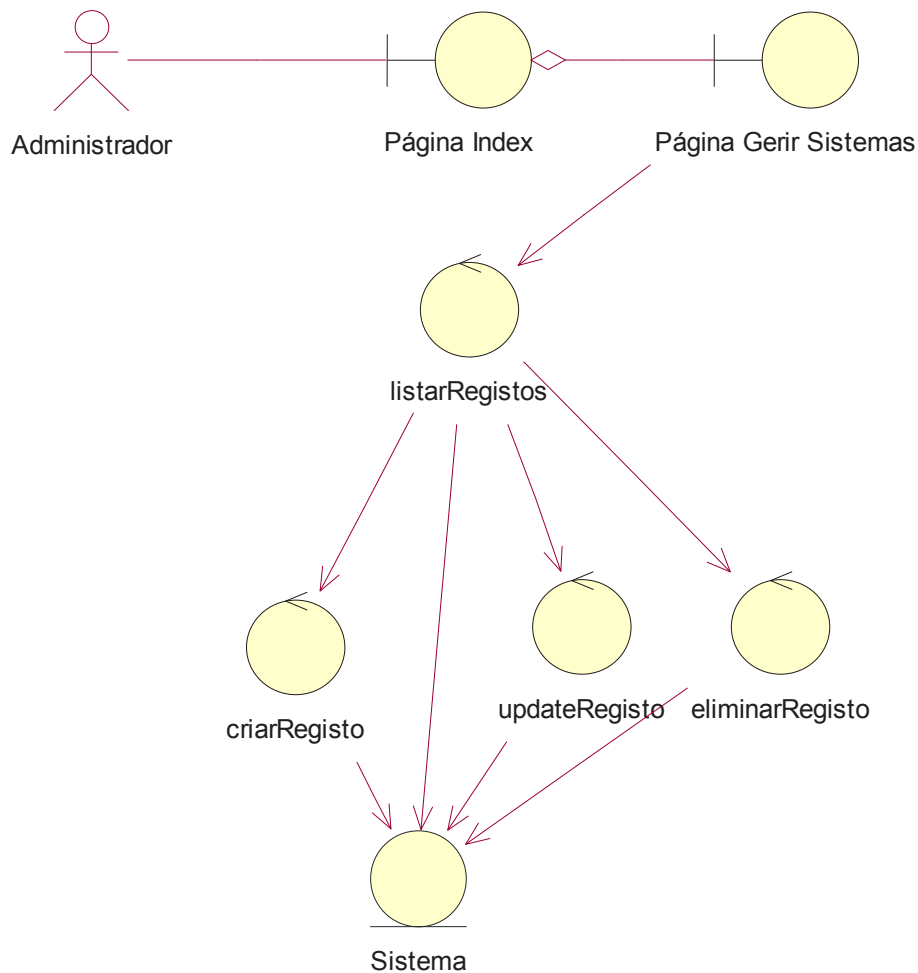 Administrador
Página Index
Página Gerir Sistemas
listarRegistos
criarRegisto
updateRegisto
eliminarRegisto
Sistema